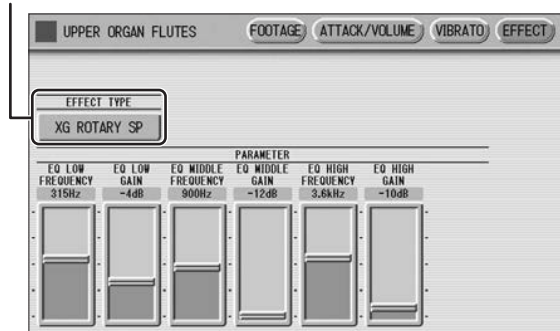 UPPER ORGAN FLUTES FOOTAGE ATTACK/VOLUME VIBRATO EFFECT
EFFECT TYPE
XG ROTARY SP
PARAMETER
EQ LOW FREQUENCY EQ LOW GAIN EQ MIDDLE FREQUENCY EQ MIDDLE GAIN EQ HIGH FREQUENCY EQ HIGH GAIN
315Hz -4dB 900Hz -12dB 3.6kHz -10dB